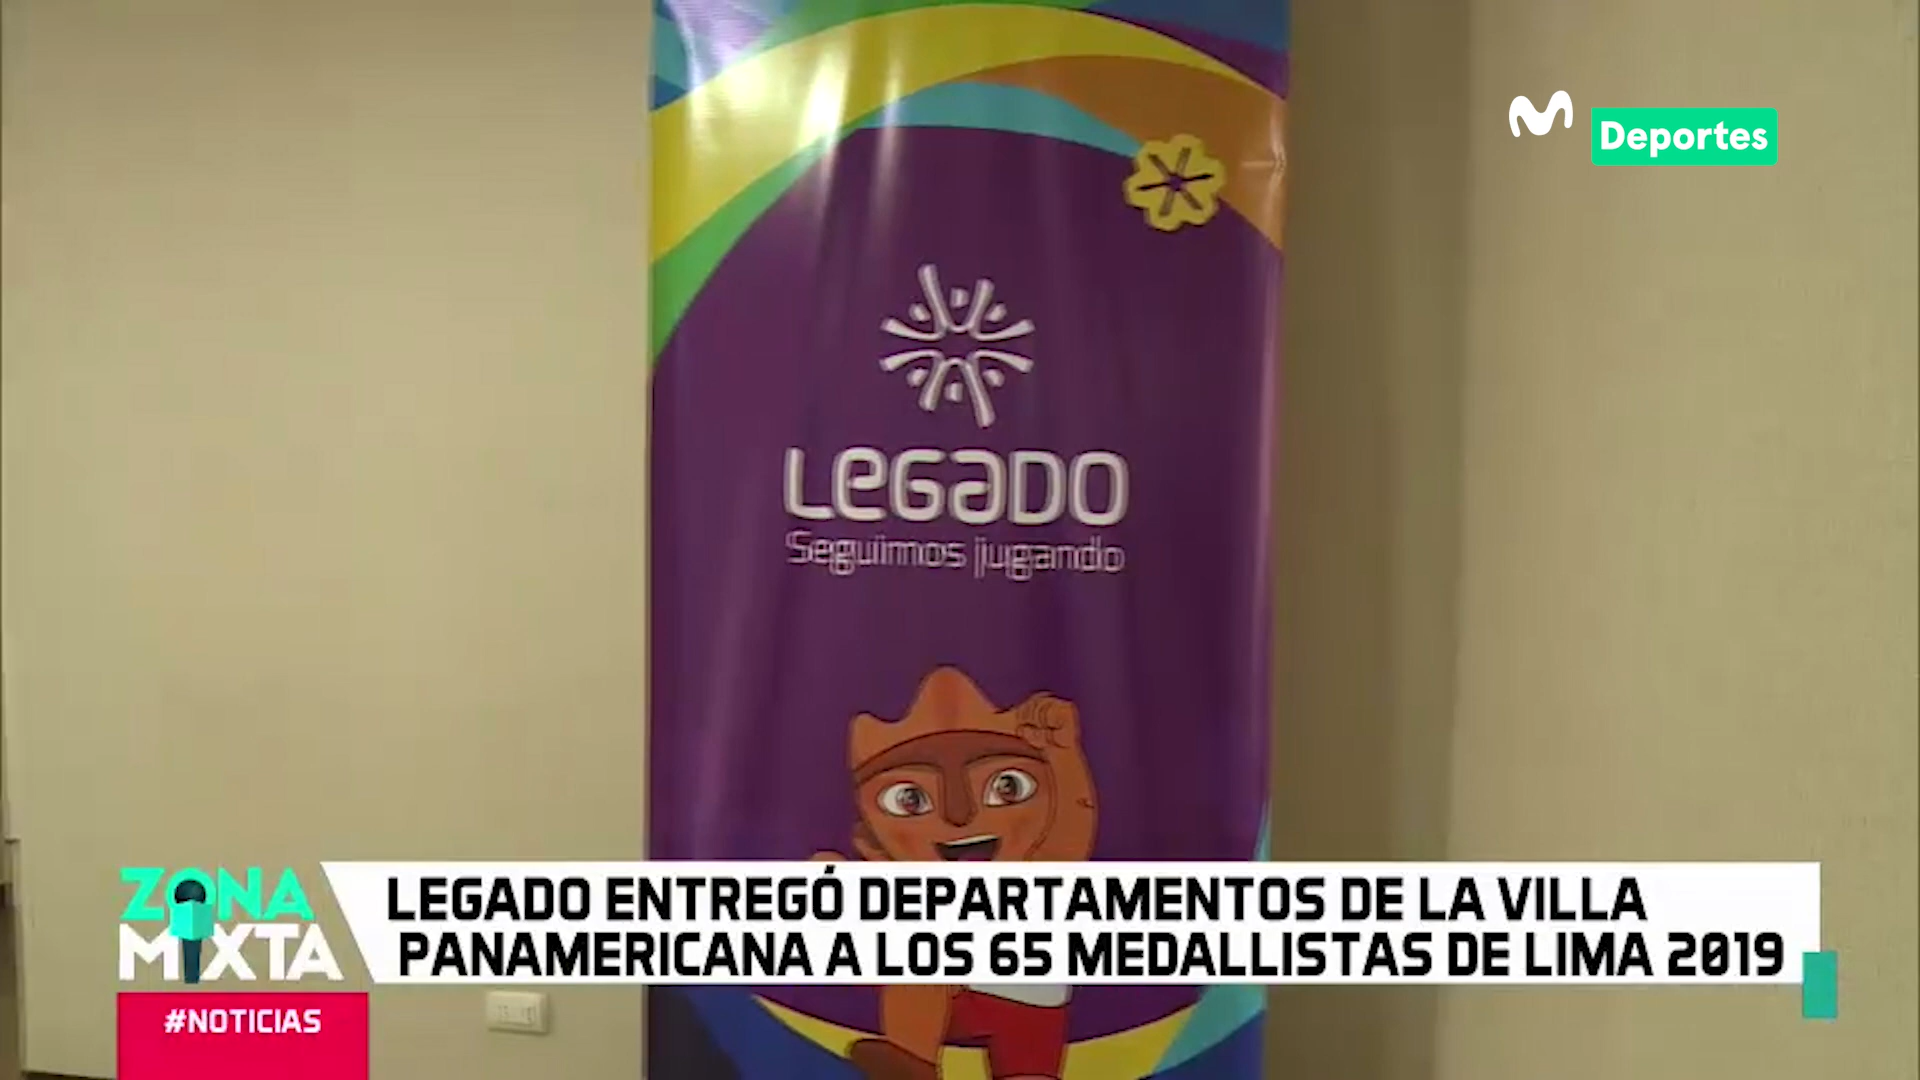 Deportes
LEGADO
Seguimos jugando
ZONA MIXTA
LEGADO ENTREGÓ DEPARTAMENTOS DE LA VILLA
PANAMERICANA A LOS 65 MEDALLISTAS DE LIMA 2019
#NOTICIAS